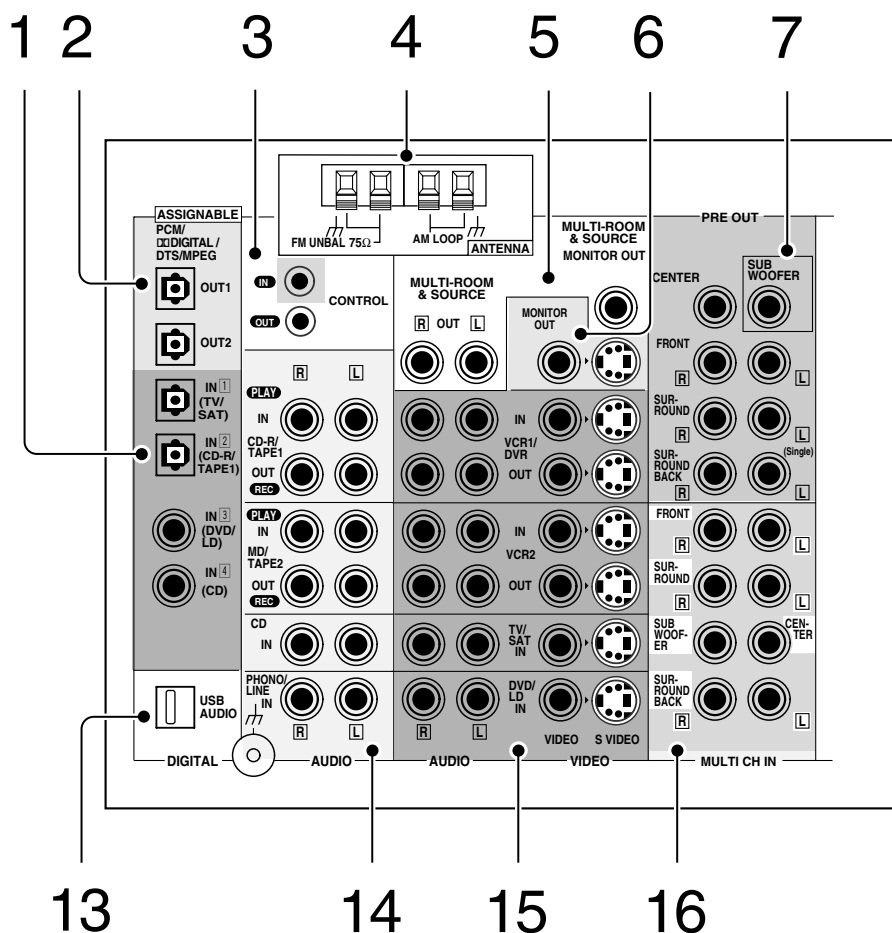 1 2 3 4 5 6 7
ASSIGNABLE
PCM/
DIGITAL /
DTS/MPEG
OUT1
OUT2
IN 1
(TV/
SAT)
IN 2
(CD-R/
TAPE1)
IN 3
(DVD/
LD)
IN 4
(CD)
USB
AUDIO
DIGITAL
FM UNBAL 75Ω
AM LOOP
ANTENNA
IN
CONTROL
OUT
R L
PLAY
IN
CD-R/
TAPE1
OUT
REC
PLAY
IN
MD/
TAPE2
OUT
REC
CD
IN
PHONO/
LINE
IN
R L
AUDIO
MULTI-ROOM
& SOURCE
R OUT L
MULTI-ROOM
& SOURCE
MONITOR OUT
MONITOR
OUT
IN
VCR1/
DVR
OUT
IN
VCR2
OUT
TV/
SAT
IN
DVD/
LD
IN
R L
AUDIO
VIDEO S VIDEO
VIDEO
PRE OUT
CENTER
SUB
WOOFER
FRONT
R L
SUR-
ROUND
R L
SUR-
ROUND
BACK
(Single)
R L
FRONT
R L
SUR-
ROUND
R L
SUB
WOOF-
ER
CEN-
TER
SUR-
ROUND
BACK
R L
MULTI CH IN
13 14 15 16